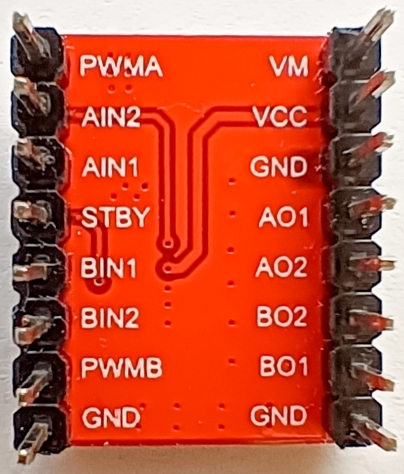 PWMA VM
AIN2 VCC
AIN1 GND
STBY AO1
BIN1 AO2
BIN2 BO2
PWMB BO1
GND GND